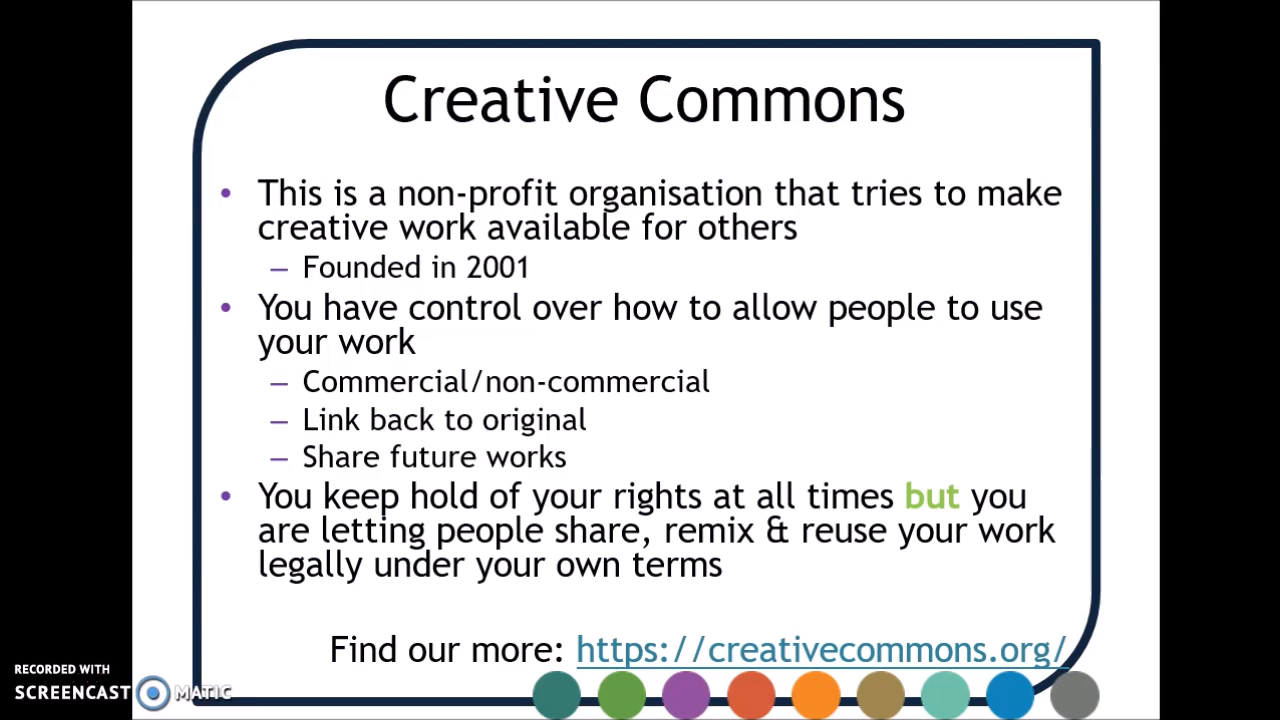 Creative Commons
• This is a non-profit organisation that tries to make
creative work available for others
– Founded in 2001
• You have control over how to allow people to use
your work
– Commercial/non-commercial
– Link back to original
– Share future works
• You keep hold of your rights at all times but you
are letting people share, remix & reuse your work
legally under your own terms
Find our more: https://creativecommons.org/
RECORDED WITH
SCREENCAST MATIC